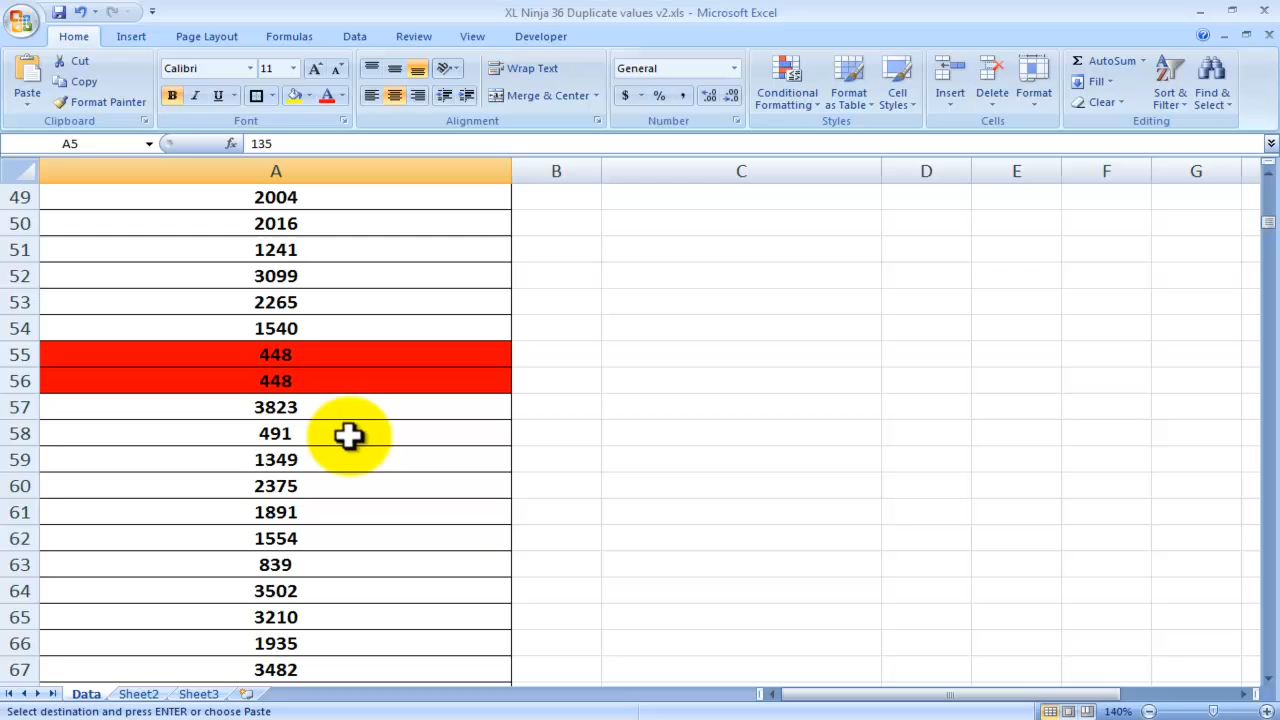 XL Ninja 36 Duplicate values v2.xls - Microsoft Excel
Home Insert Page Layout Formulas Data Review View Developer
Paste
Cut
Copy
Format Painter
Clipboard
Calibri 11
B I U
Font
Wrap Text
Merge & Center
Alignment
General
$ % ,
Number
Conditional Formatting
Format as Table
Cell Styles
Styles
Insert Delete Format
Cells
AutoSum
Fill
Clear
Sort & Filter
Find & Select
Editing
A5 fx 135
A B C D E F G
49 2004
50 2016
51 1241
52 3099
53 2265
54 1540
55 448
56 448
57 3823
58 491
59 1349
60 2375
61 1891
62 1554
63 839
64 3502
65 3210
66 1935
67 3482
Data Sheet2 Sheet3
Select destination and press ENTER or choose Paste 140%